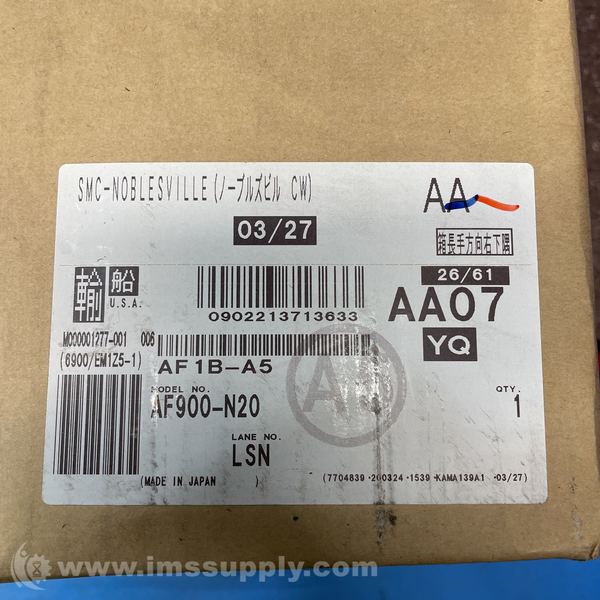 SMC-NOBLESVILLE(ノーブルズビル CW)
AA
03/27
箱長手方向右下隅
輸 船
U.S.A.
0902213713633
26/61
AA07
YQ
M000001277-001 006
(6900/EM1Z5-1)
AF1B-A5
MODEL NO.
AF900-N20
QTY.
1
LANE NO.
LSN
(MADE IN JAPAN )
(7704839 ·200324 ·1539 ·KAMA139A1 ·03/27)
www.imssupply.com/